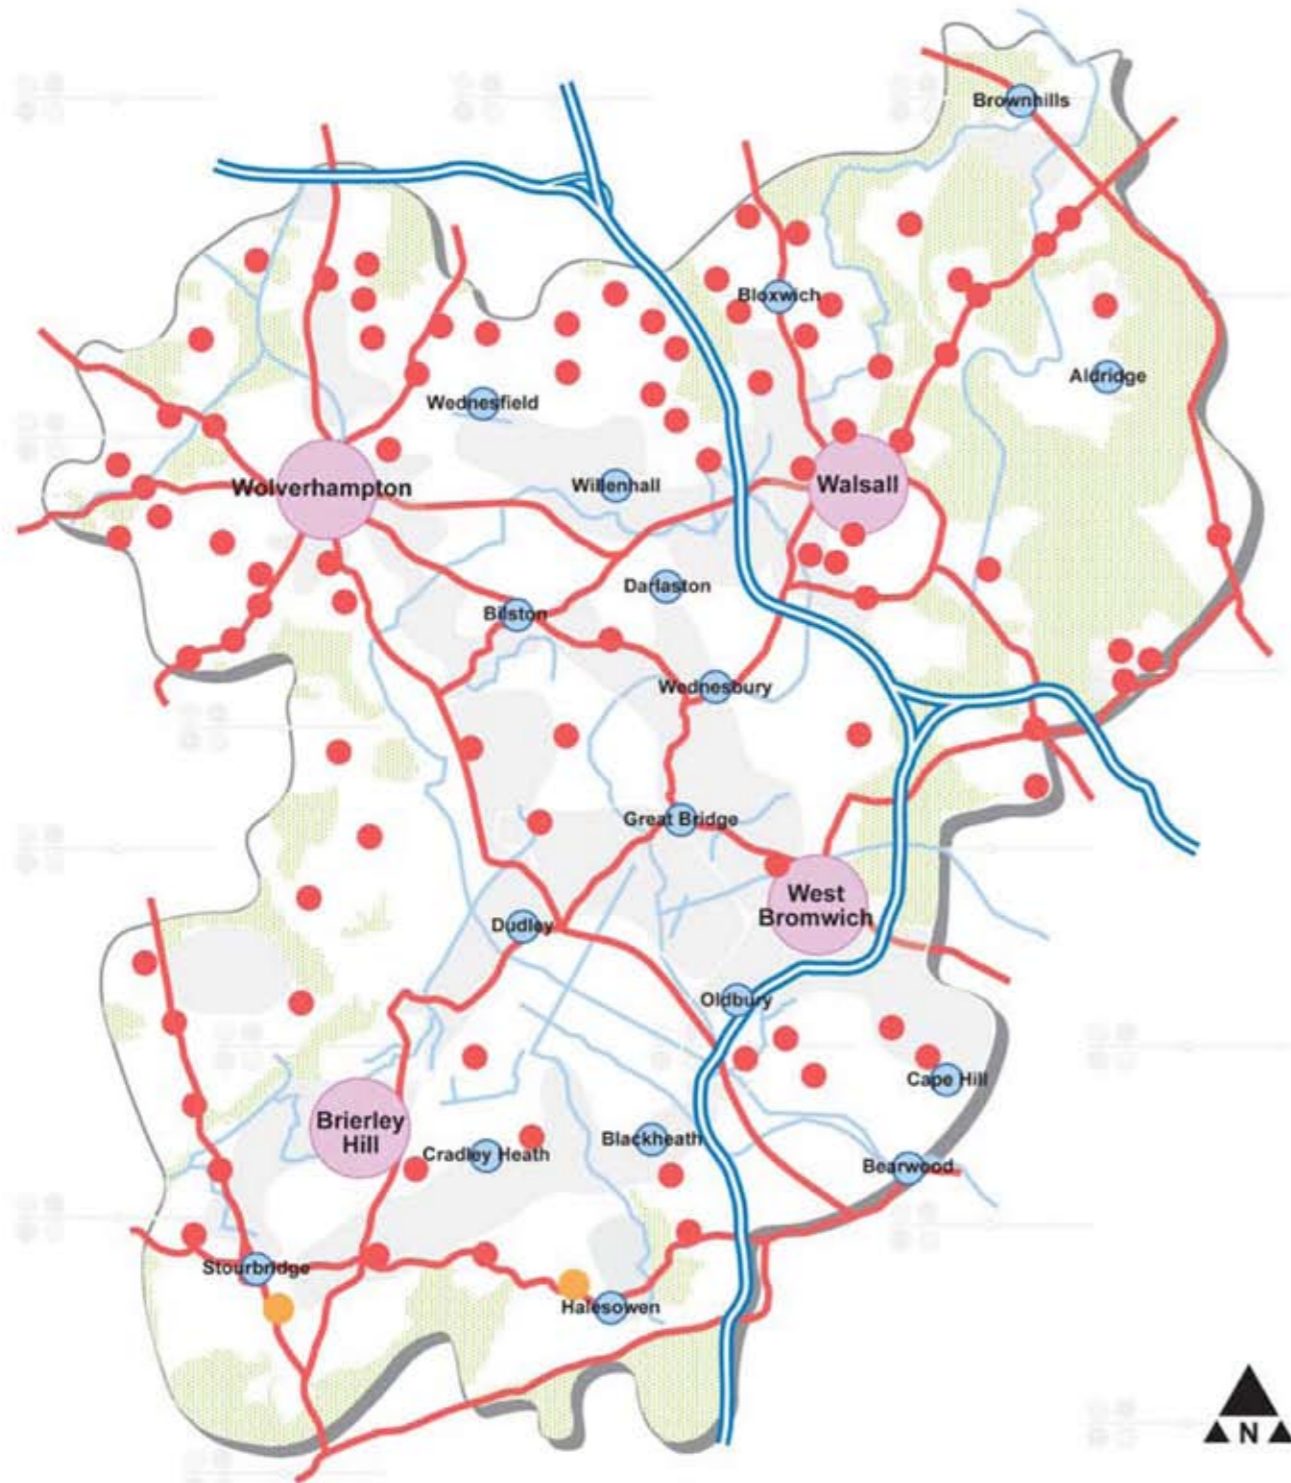 Brownhills
Bloxwich
Aldridge
Wednesfield
Wolverhampton
Willenhall
Walsall
Darlaston
Bilston
Wednesbury
Great Bridge
West
Bromwich
Dudley
Oldbury
Cape Hill
Brierley
Hill
Cradley Heath
Blackheath
Bearwood
Stourbridge
Halesowen
N